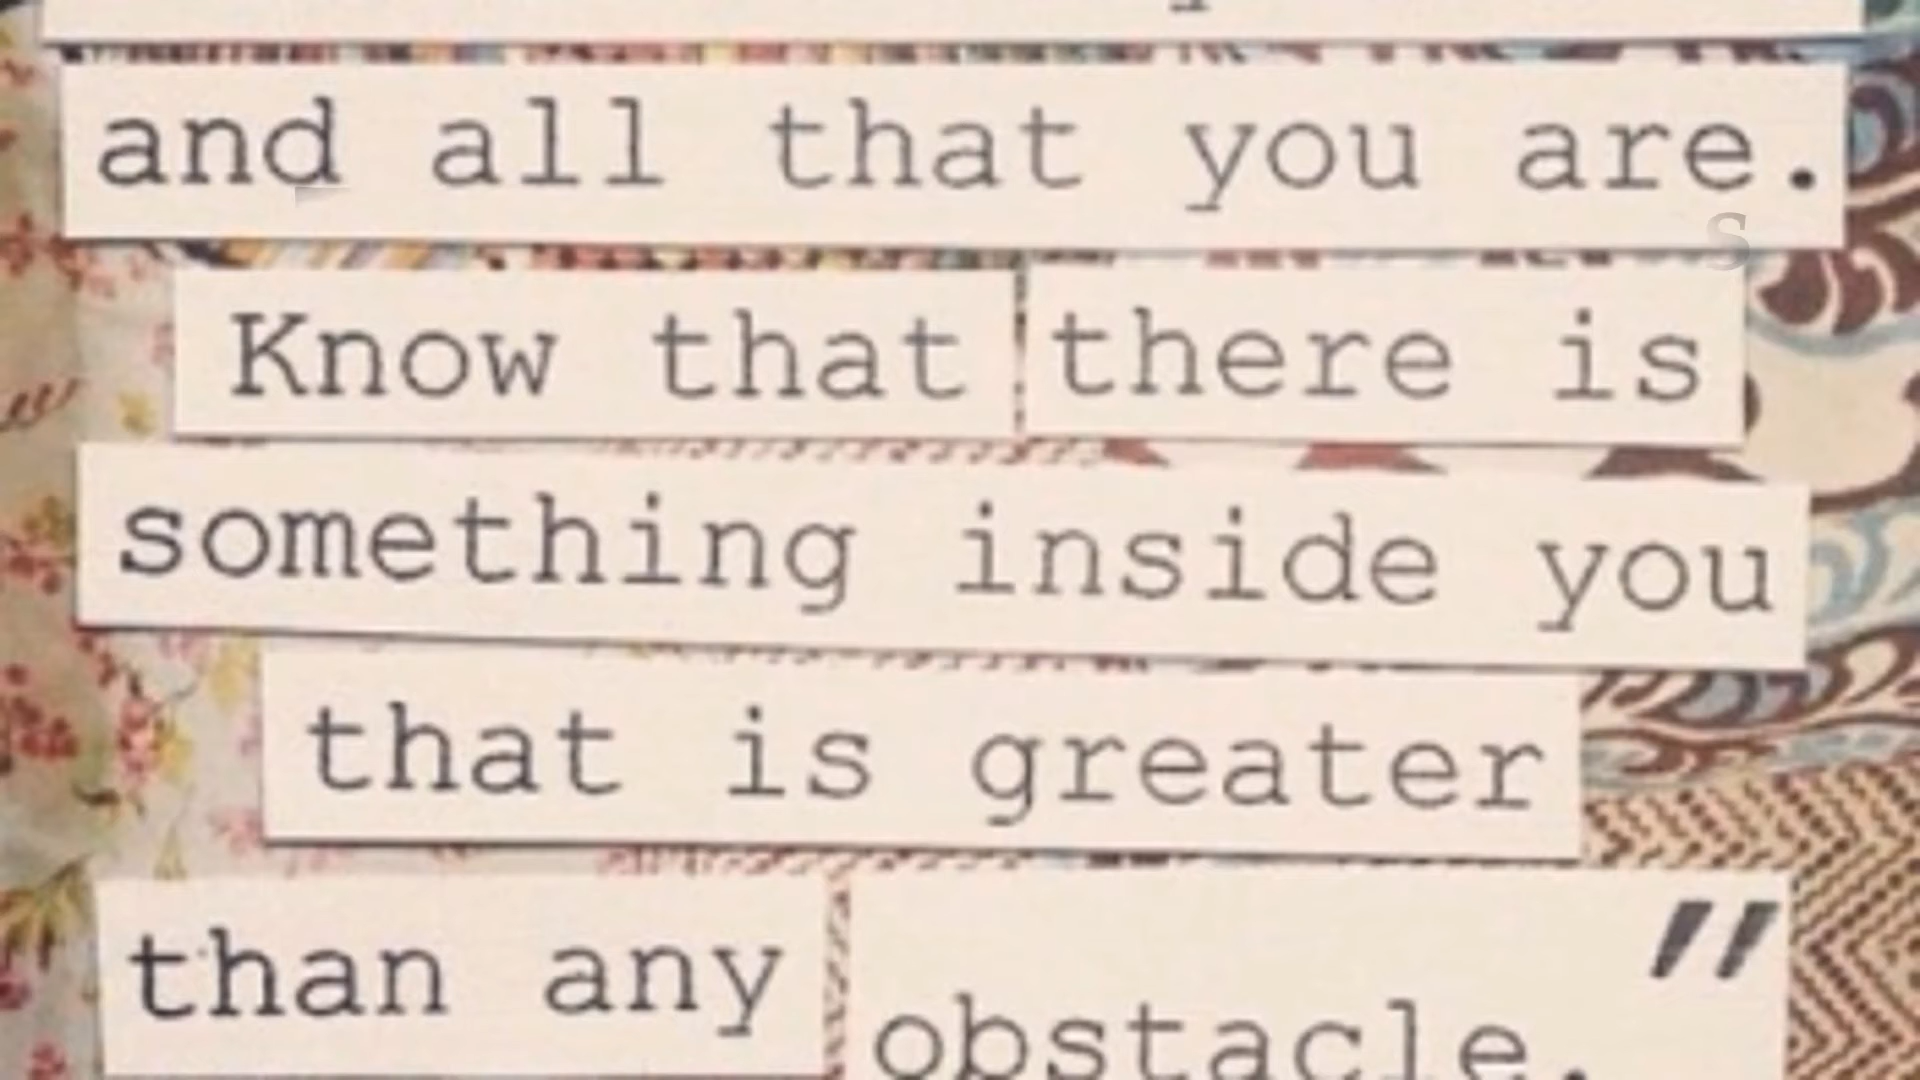 and all that you are.
s
Know that there is
something inside you
that is greater
than any obstacle."